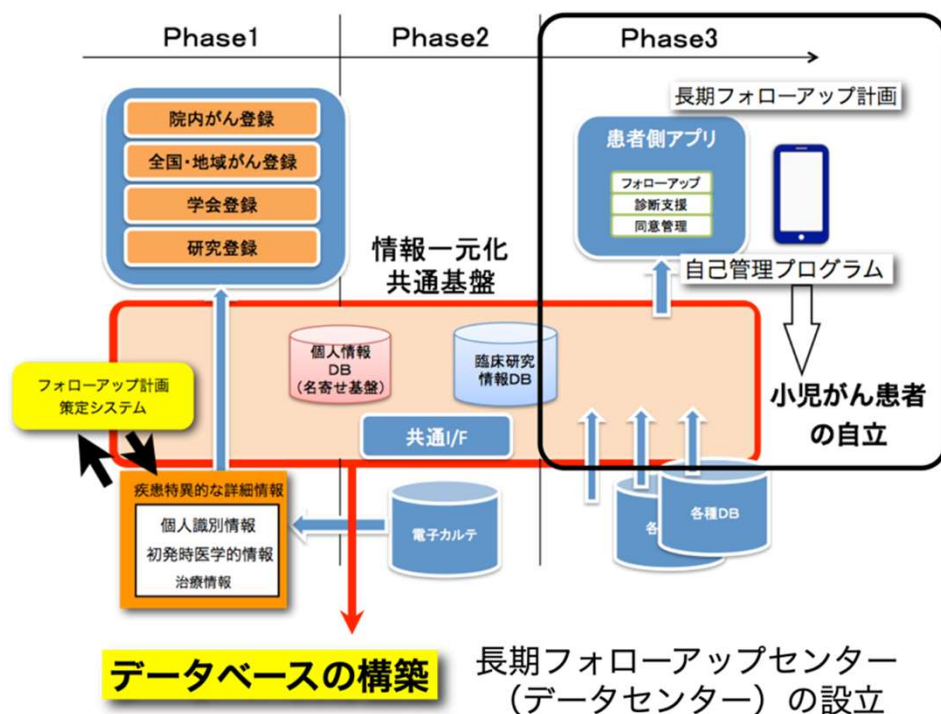 Phase1
Phase2
Phase3
院内がん登録
全国・地域がん登録
学会登録
研究登録
長期フォローアップ計画
患者側アプリ
フォローアップ
診断支援
同意管理
自己管理プログラム
情報一元化
共通基盤
個人情報
DB
(名寄せ基盤)
臨床研究
情報DB
共通I/F
小児がん患者
の自立
フォローアップ計画
策定システム
疾患特異的な詳細情報
個人識別情報
初発時医学的情報
治療情報
電子カルテ
各
各種DB
データベースの構築
長期フォローアップセンター
（データセンター）の設立